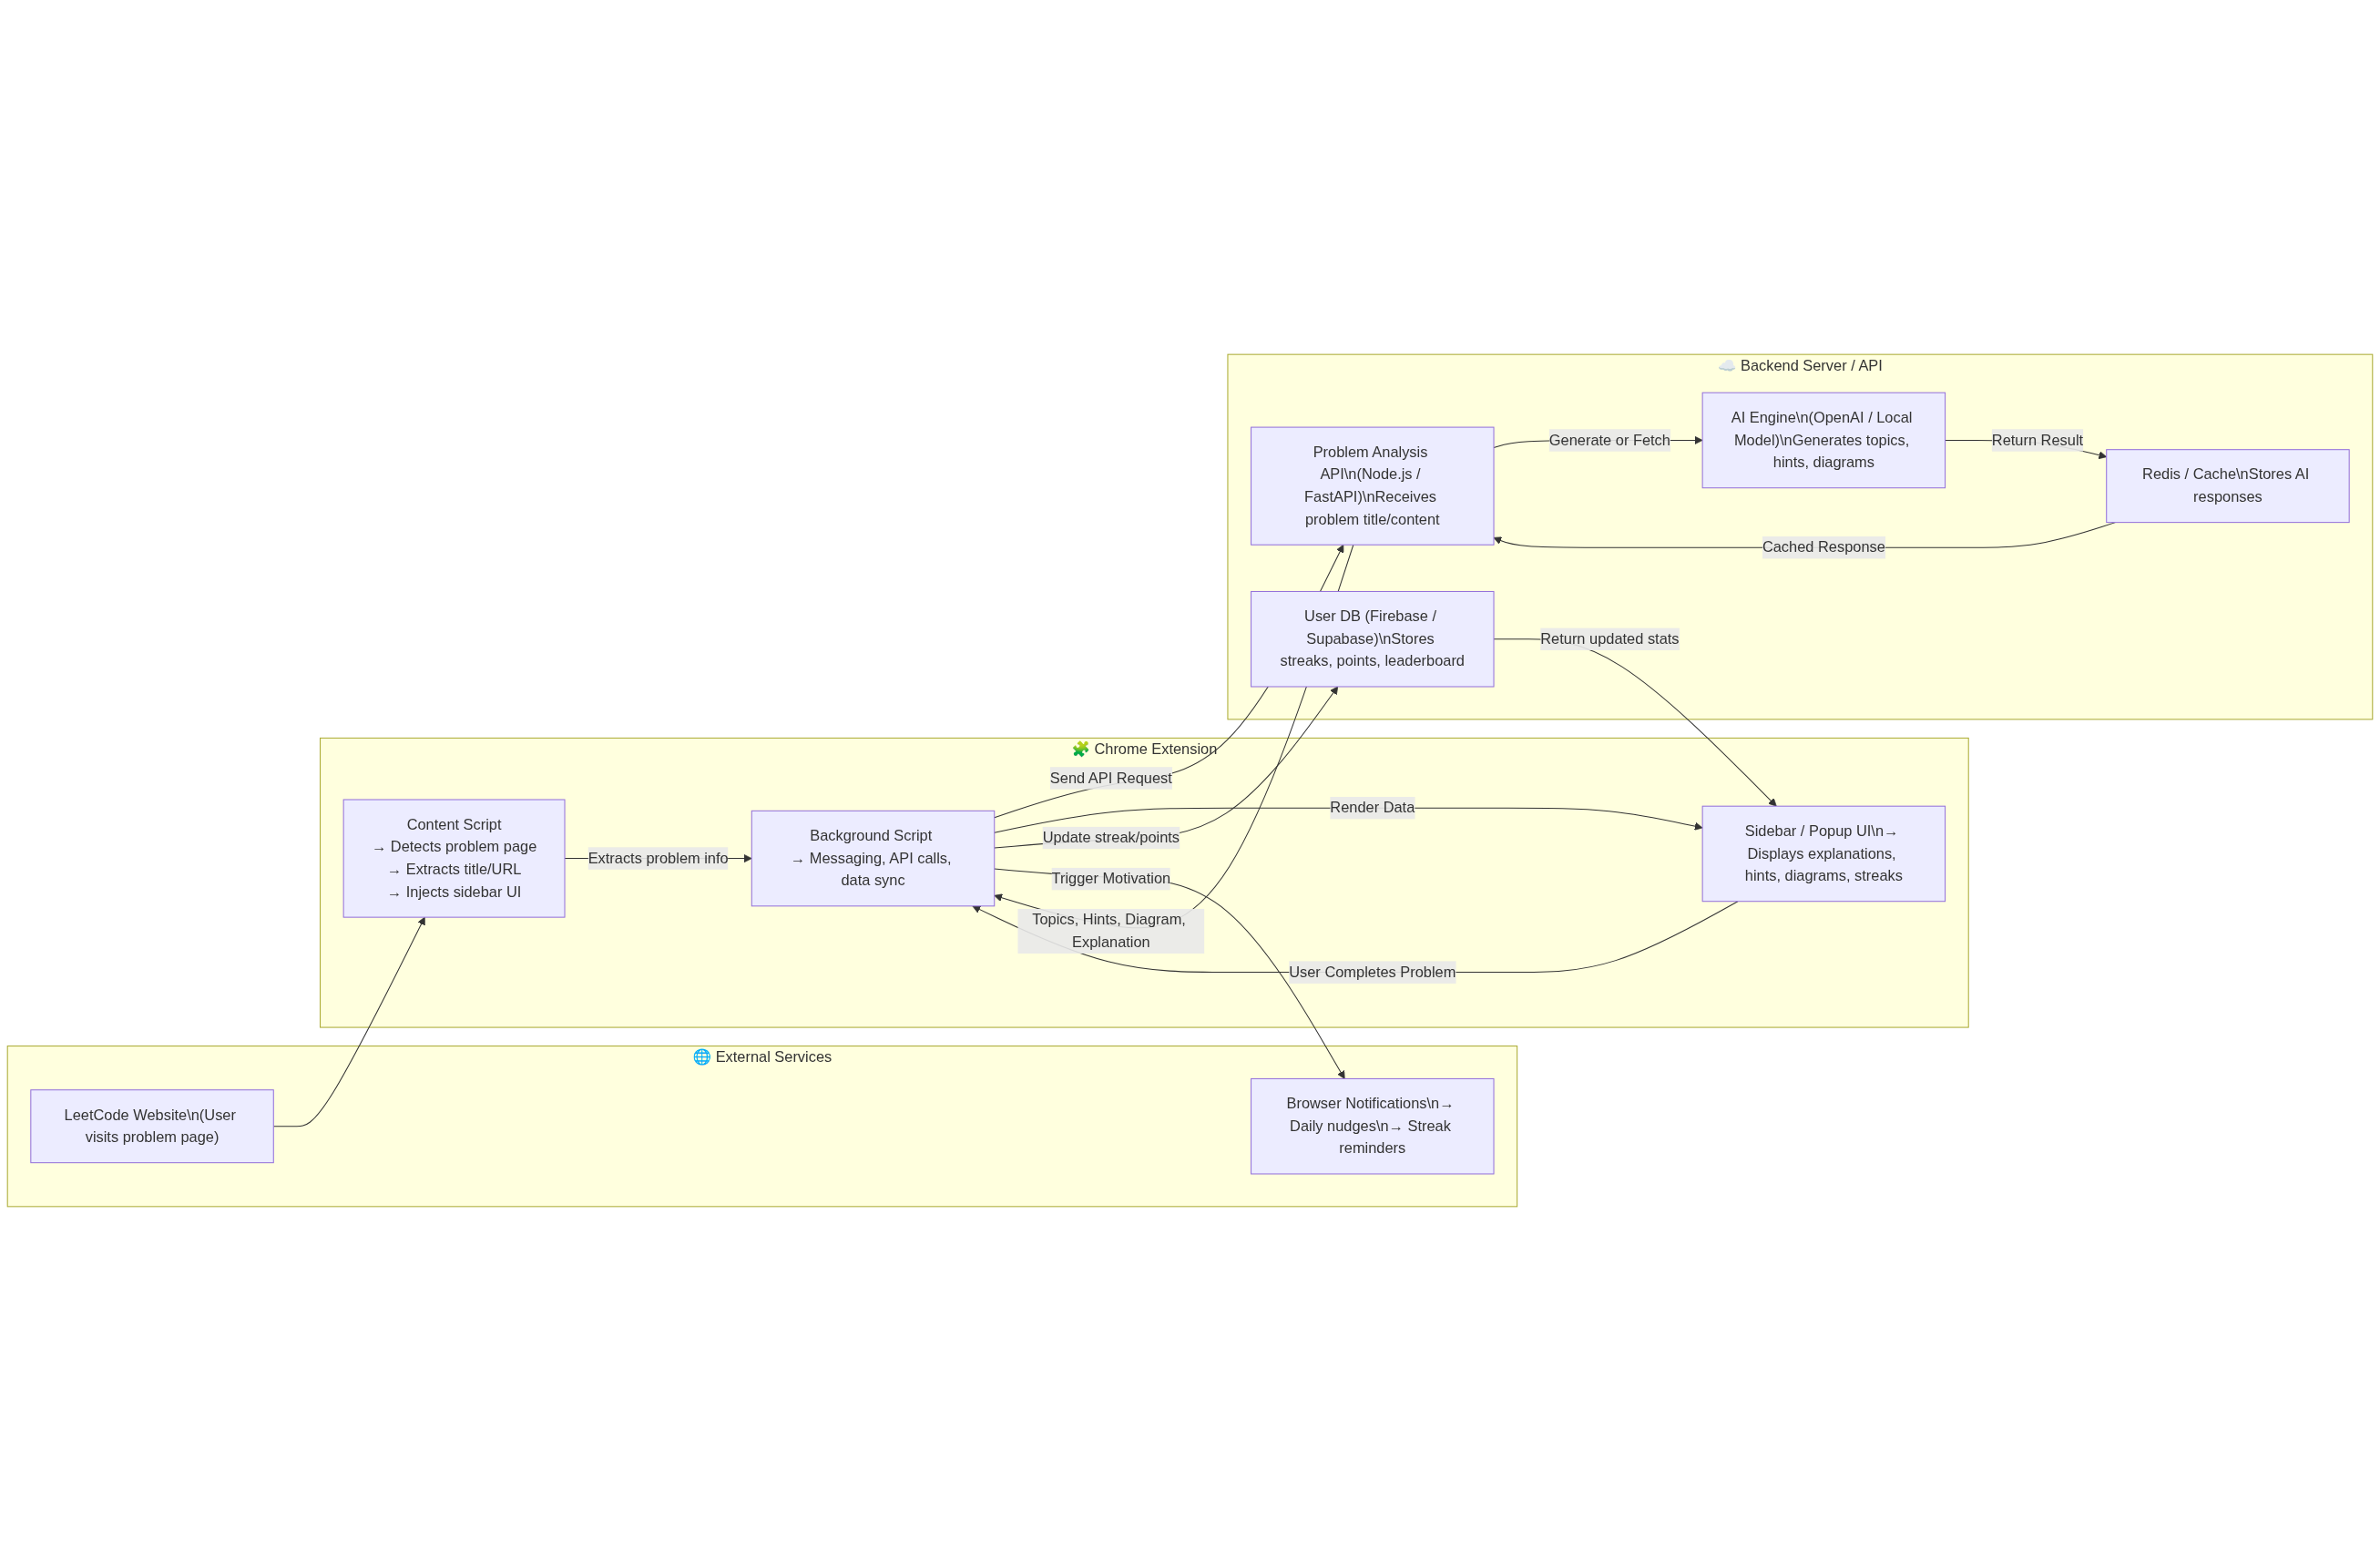 ☁️ Backend Server / API
Problem Analysis
API\n(Node.js /
FastAPI)\nReceives
problem title/content
Generate or Fetch
AI Engine\n(OpenAI / Local
Model)\nGenerates topics,
hints, diagrams
Return Result
Redis / Cache\nStores AI
responses
Cached Response
User DB (Firebase /
Supabase)\nStores
streaks, points, leaderboard
Return updated stats
🧩 Chrome Extension
Content Script
→ Detects problem page
→ Extracts title/URL
→ Injects sidebar UI
Extracts problem info
Background Script
→ Messaging, API calls,
data sync
Send API Request
Render Data
Update streak/points
Trigger Motivation
Topics, Hints, Diagram,
Explanation
User Completes Problem
Sidebar / Popup UI\n→
Displays explanations,
hints, diagrams, streaks
🌐 External Services
LeetCode Website\n(User
visits problem page)
Browser Notifications\n→
Daily nudges\n→ Streak
reminders